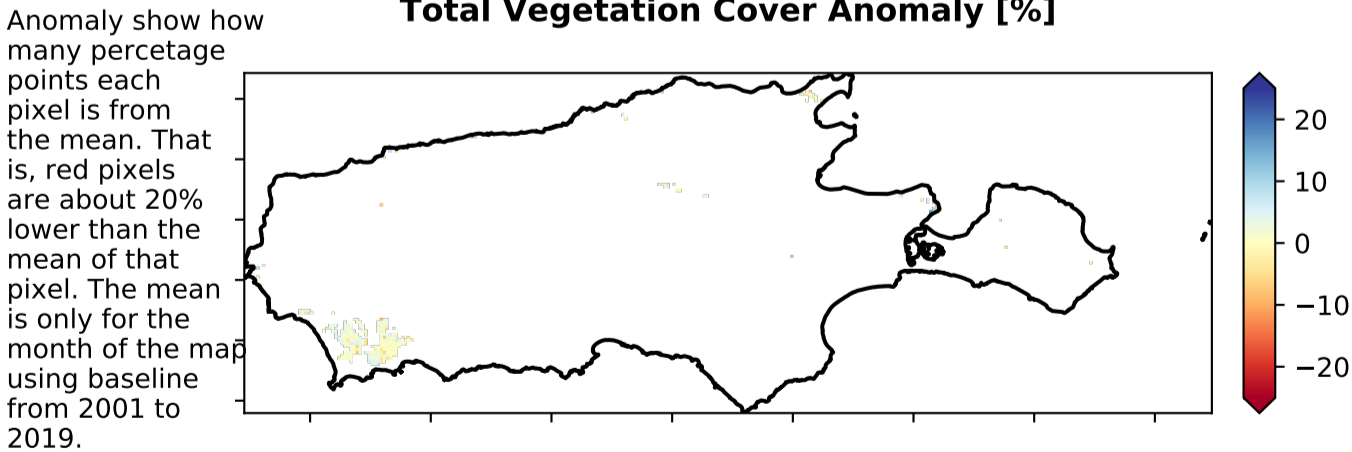 Total Vegetation Cover Anomaly [%]
Anomaly show how
many percetage
points each
pixel is from
the mean. That
is, red pixels
are about 20%
lower than the
mean of that
pixel. The mean
is only for the
month of the map
using baseline
from 2001 to
2019.
20
10
0
−10
−20